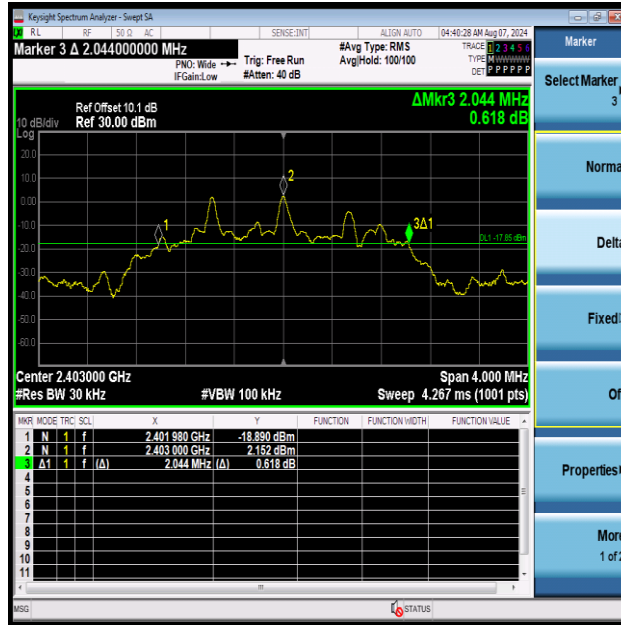 Keysight Spectrum Analyzer - Swept SA
RL RF 50 Ω AC SENSE:INT ALIGN AUTO 04:40:28 AM Aug 07, 2024
Marker 3 Δ 2.044000000 MHz
PNO: Wide
IFGain:Low
Trig: Free Run
#Atten: 40 dB
#Avg Type: RMS
Avg|Hold: 100/100
TRACE 1 2 3 4 5 6
TYPE M WWWWW
DET P P P P P P
Ref Offset 10.1 dB
Ref 30.00 dBm
10 dB/div
Log
ΔMkr3 2.044 MHz
0.618 dB
20.0
10.0
0.00
-10.0
-20.0
-30.0
-40.0
-50.0
-60.0
1
2
3Δ1
DL1 -17.85 dBm
Center 2.403000 GHz
Span 4.000 MHz
#Res BW 30 kHz
#VBW 100 kHz
Sweep 4.267 ms (1001 pts)
MKR MODE TRC SCL X Y FUNCTION FUNCTION WIDTH FUNCTION VALUE
1 N 1 f 2.401 980 GHz -18.890 dBm
2 N 1 f 2.403 000 GHz 2.152 dBm
3 Δ1 1 f (Δ) 2.044 MHz (Δ) 0.618 dB
4
5
6
7
8
9
10
11
MSG
STATUS
Marker
Select Marker
3
Norma
Delta
Fixed
Of
Properties
More
1 of 2